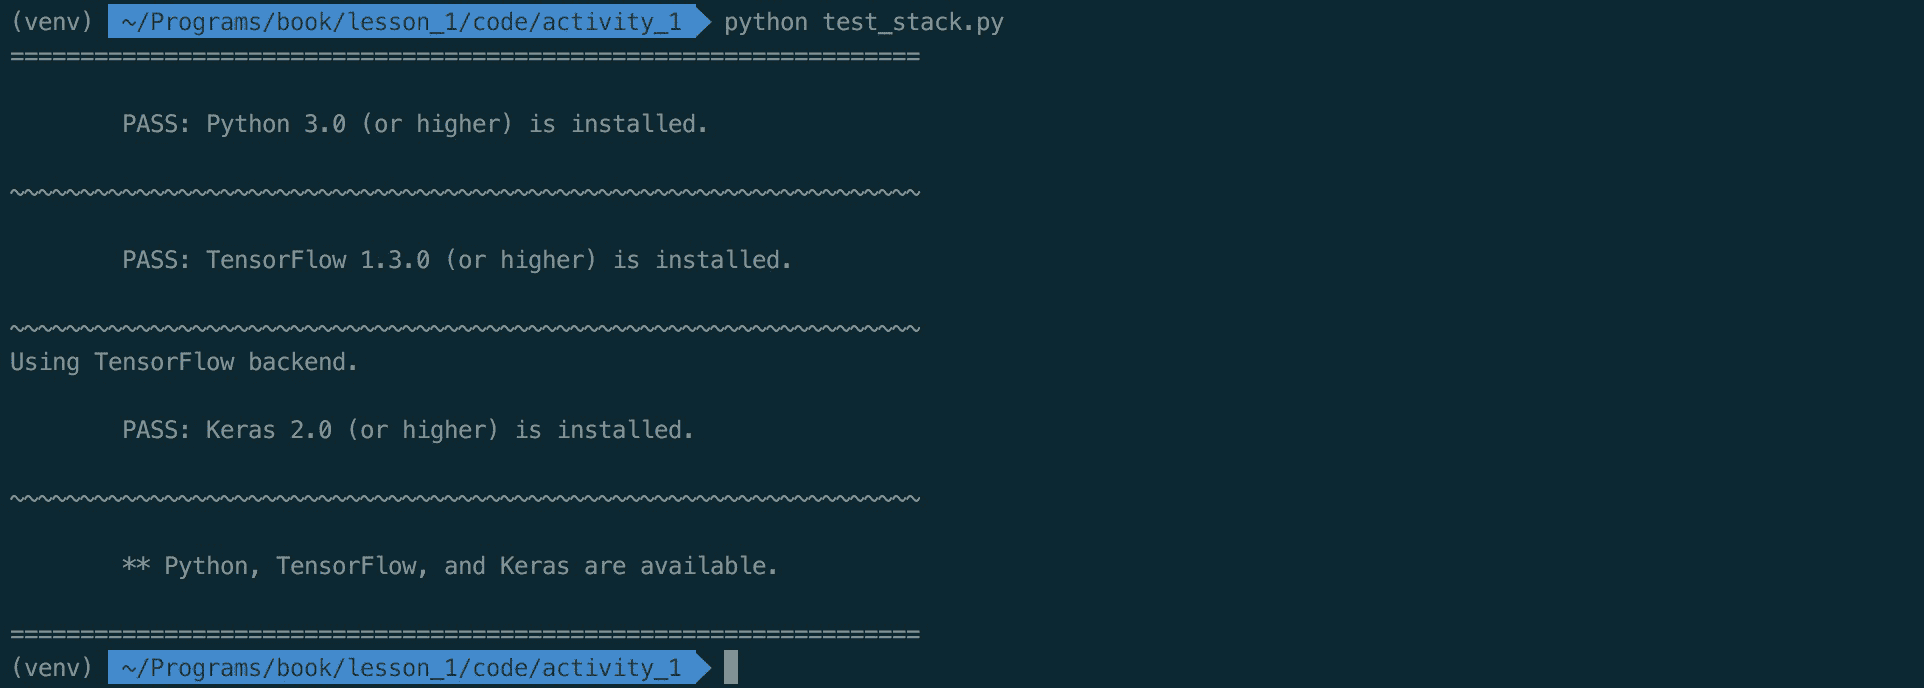 (venv) ~/Programs/book/lesson_1/code/activity_1 python test_stack.py
=================================================================
PASS: Python 3.0 (or higher) is installed.
~~~~~~~~~~~~~~~~~~~~~~~~~~~~~~~~~~~~~~~~~~~~~~~~~~~~~~~~~~~~~~~~~
PASS: TensorFlow 1.3.0 (or higher) is installed.
~~~~~~~~~~~~~~~~~~~~~~~~~~~~~~~~~~~~~~~~~~~~~~~~~~~~~~~~~~~~~~~~~
Using TensorFlow backend.
PASS: Keras 2.0 (or higher) is installed.
~~~~~~~~~~~~~~~~~~~~~~~~~~~~~~~~~~~~~~~~~~~~~~~~~~~~~~~~~~~~~~~~~
** Python, TensorFlow, and Keras are available.
=================================================================
(venv) ~/Programs/book/lesson_1/code/activity_1